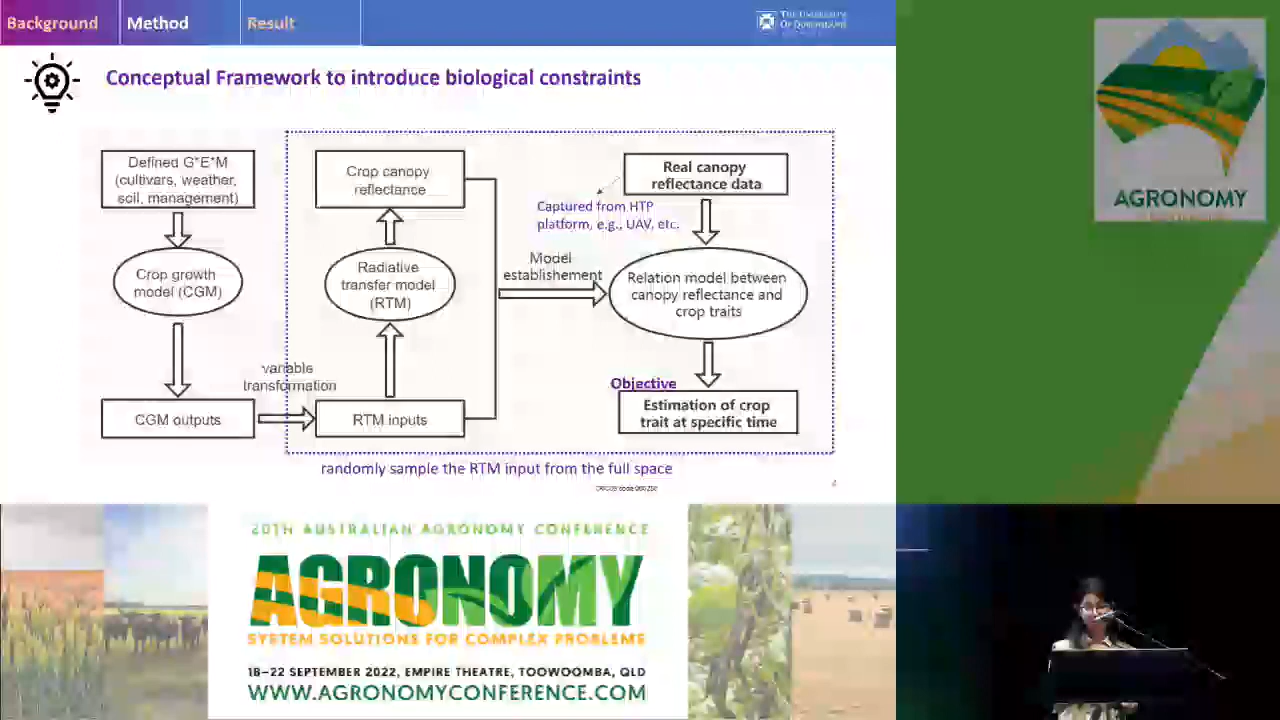 Background
Method
Result
THE UNIVERSITY
OF QUEENSLAND
Conceptual Framework to introduce biological constraints
Defined G*E*M
(cultivars, weather,
soil, management)
Crop growth
model (CGM)
CGM outputs
variable
transformation
Crop canopy
reflectance
Radiative
transfer model
(RTM)
RTM inputs
Model
establishement
Real canopy
reflectance data
Captured from HTP
platform, e.g., UAV, etc.
Relation model between
canopy reflectance and
crop traits
Objective
Estimation of crop
trait at specific time
randomly sample the RTM input from the full space
AGRONOMY
20TH AUSTRALIAN AGRONOMY CONFERENCE
AGRONOMY
SYSTEM SOLUTIONS FOR COMPLEX PROBLEMS
18–22 SEPTEMBER 2022, EMPIRE THEATRE, TOOWOOMBA, QLD
WWW.AGRONOMYCONFERENCE.COM